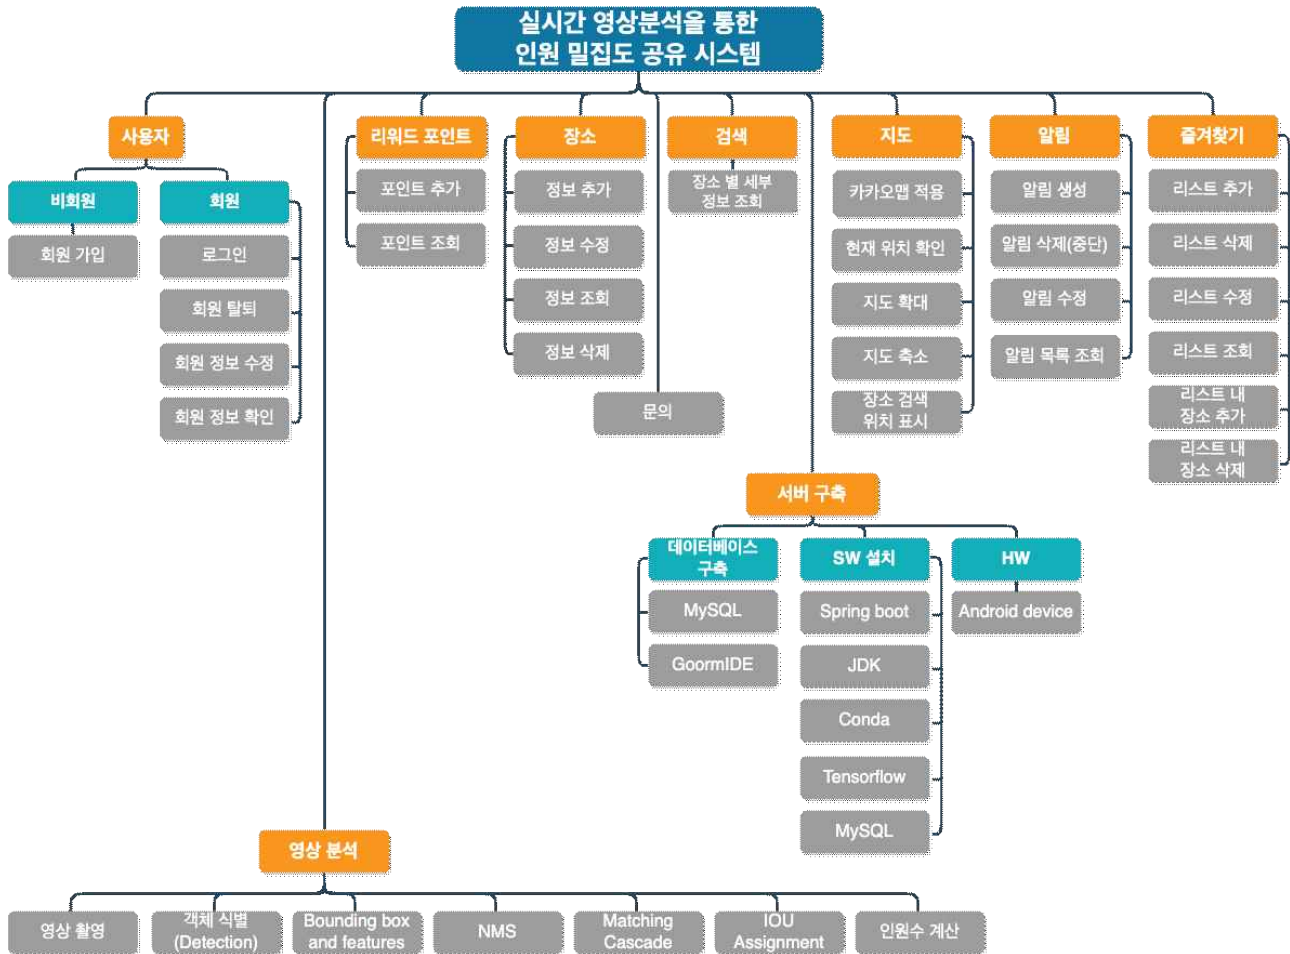 실시간 영상분석을 통한
인원 밀집도 공유 시스템
사용자
비회원
회원 가입
회원
로그인
회원 탈퇴
회원 정보 수정
회원 정보 확인
리워드 포인트
포인트 추가
포인트 조회
장소
정보 추가
정보 수정
정보 조회
정보 삭제
문의
검색
장소 별 세부
정보 조회
지도
카카오맵 적용
현재 위치 확인
지도 확대
지도 축소
장소 검색
위치 표시
알림
알림 생성
알림 삭제(중단)
알림 수정
알림 목록 조회
즐겨찾기
리스트 추가
리스트 삭제
리스트 수정
리스트 조회
리스트 내
장소 추가
리스트 내
장소 삭제
서버 구축
데이터베이스
구축
MySQL
GoormIDE
SW 설치
Spring boot
JDK
Conda
Tensorflow
MySQL
HW
Android device
영상 분석
영상 촬영
객체 식별
(Detection)
Bounding box
and features
NMS
Matching
Cascade
IOU
Assignment
인원수 계산